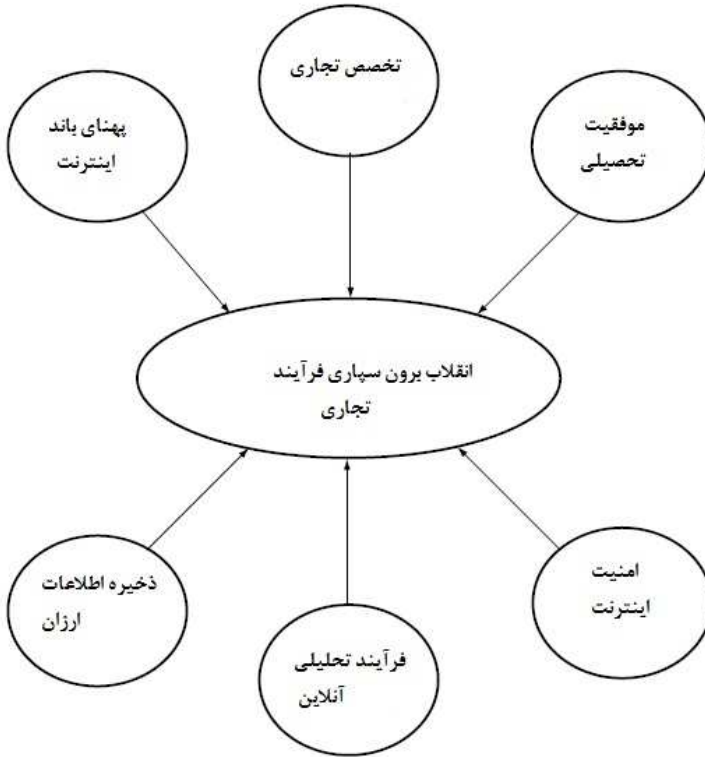 تخصص تجاری
موفقیت
تحصیلی
پهنای باند
اینترنت
انقلاب برون سپاری فرآیند
تجاری
امنیت
اینترنت
ذخیره اطلاعات
ارزان
فرآیند تحلیلی
آنلاین